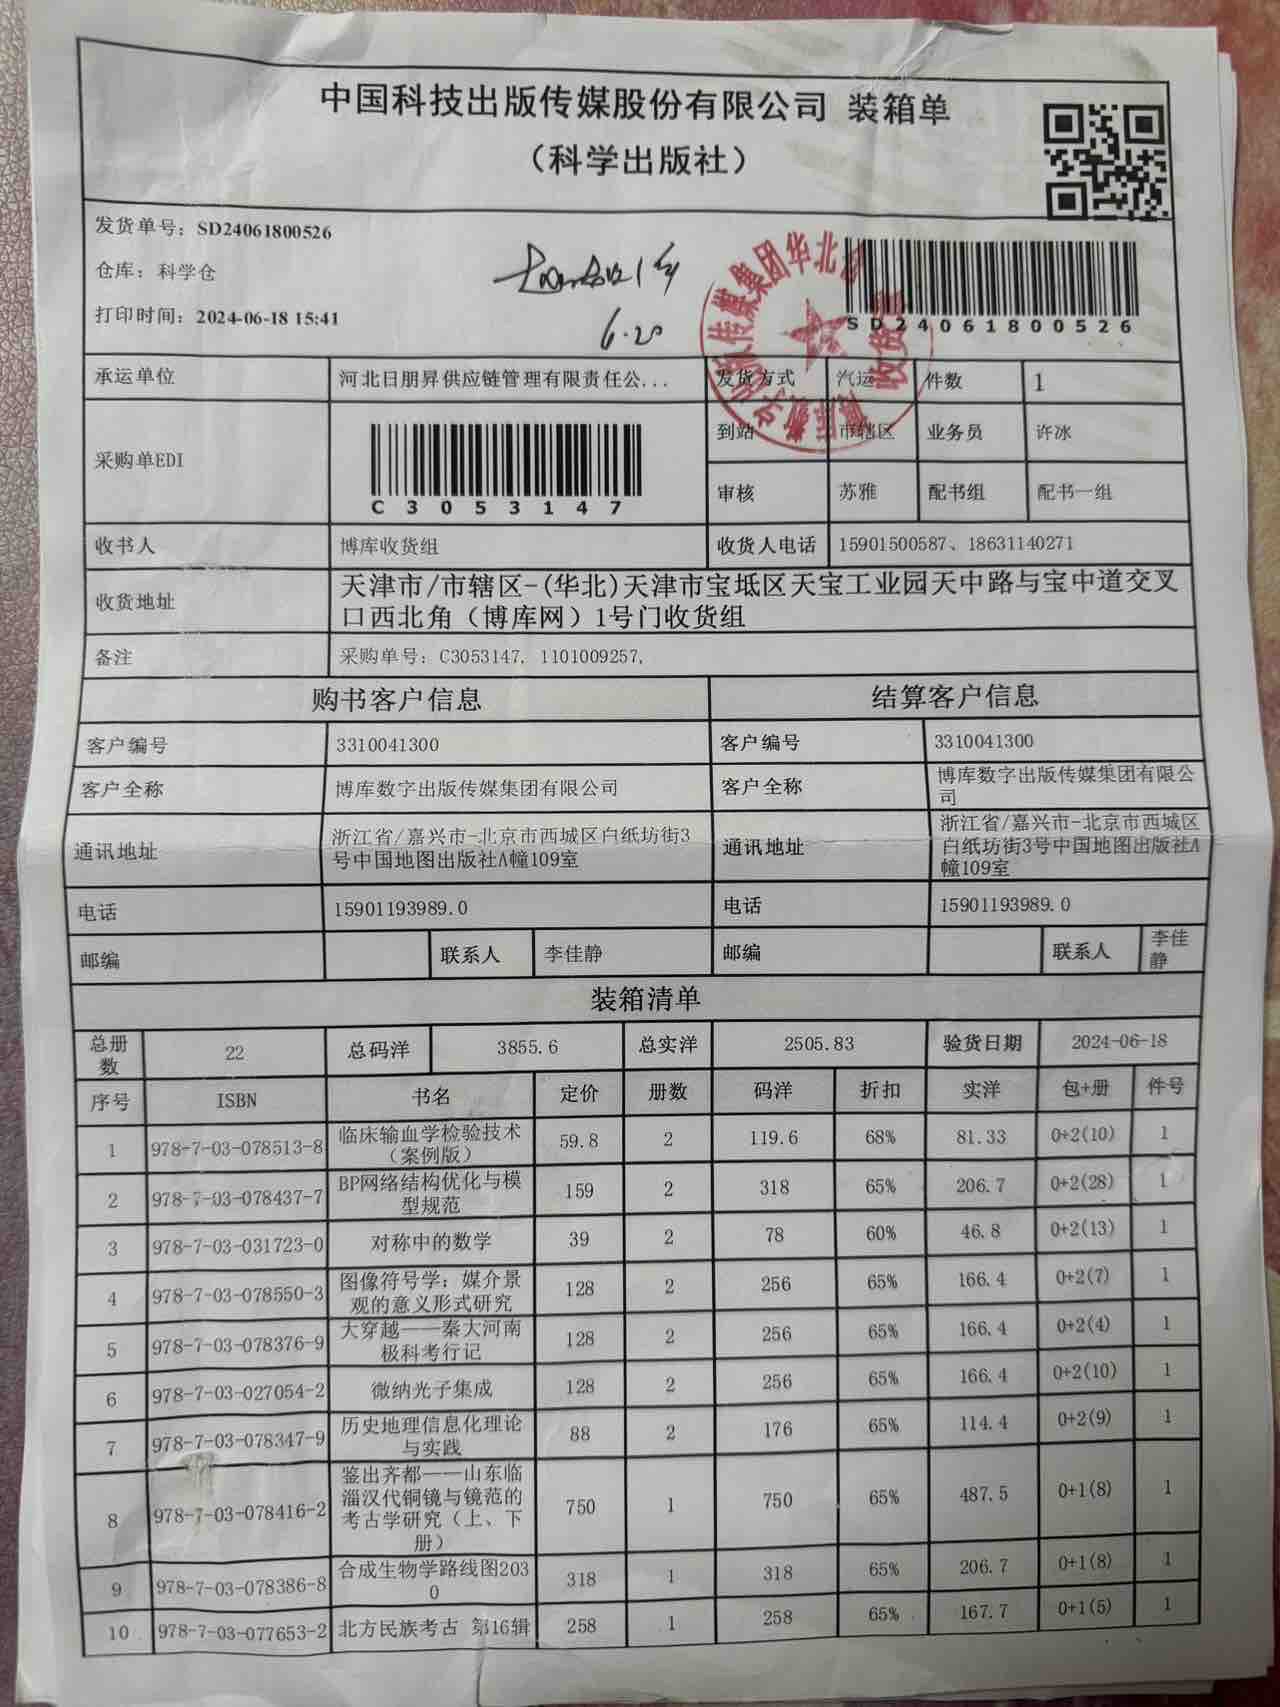 中国科技出版传媒股份有限公司 装箱单
（科学出版社）
发货单号：SD24061800526
仓库：科学仓
打印时间：2024-06-18 15:41
6.20
SD24061800526
承运单位 河北日朋昇供应链管理有限责任公... 发货方式 汽运 件数 1
采购单EDI C3053147 到站 市辖区 业务员 许冰
审核 苏雅 配书组 配书一组
收书人 博库收货组 收货人电话 15901500587、18631140271
收货地址 天津市/市辖区-(华北)天津市宝坻区天宝工业园天中路与宝中道交叉
口西北角（博库网）1号门收货组
备注 采购单号：C3053147, 1101009257,
购书客户信息 结算客户信息
客户编号 3310041300 客户编号 3310041300
客户全称 博库数字出版传媒集团有限公司 客户全称 博库数字出版传媒集团有限公
司
通讯地址 浙江省/嘉兴市-北京市西城区白纸坊街3
号中国地图出版社A幢109室 通讯地址 浙江省/嘉兴市-北京市西城区
白纸坊街3号中国地图出版社A
幢109室
电话 15901193989.0 电话 15901193989.0
邮编 联系人 李佳静 邮编 联系人 李佳
静
装箱清单
总册
数 22 总码洋 3855.6 总实洋 2505.83 验货日期 2024-06-18
序号 ISBN 书名 定价 册数 码洋 折扣 实洋 包+册 件号
1 978-7-03-078513-8 临床输血学检验技术
（案例版） 59.8 2 119.6 68% 81.33 0+2(10) 1
2 978-7-03-078437-7 BP网络结构优化与模
型规范 159 2 318 65% 206.7 0+2(28) 1
3 978-7-03-031723-0 对称中的数学 39 2 78 60% 46.8 0+2(13) 1
4 978-7-03-078550-3 图像符号学：媒介景
观的意义形式研究 128 2 256 65% 166.4 0+2(7) 1
5 978-7-03-078376-9 大穿越——秦大河南
极科考行记 128 2 256 65% 166.4 0+2(4) 1
6 978-7-03-027054-2 微纳光子集成 128 2 256 65% 166.4 0+2(10) 1
7 978-7-03-078347-9 历史地理信息化理论
与实践 88 2 176 65% 114.4 0+2(9) 1
8 978-7-03-078416-2 鉴出齐都——山东临
淄汉代铜镜与镜范的
考古学研究（上、下
册） 750 1 750 65% 487.5 0+1(8) 1
9 978-7-03-078386-8 合成生物学路线图203
0 318 1 318 65% 206.7 0+1(8) 1
10 978-7-03-077653-2 北方民族考古 第16辑 258 1 258 65% 167.7 0+1(5) 1